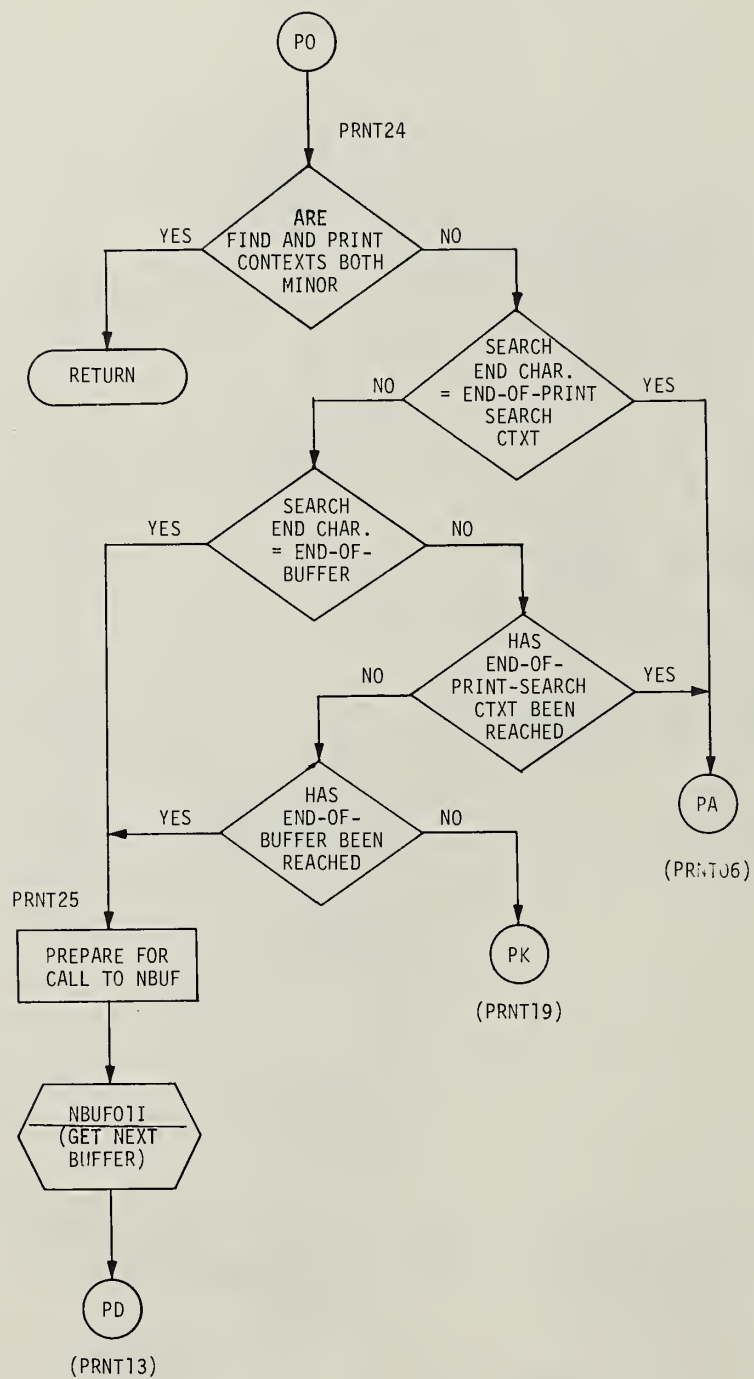 PO
PRNT24
ARE
FIND AND PRINT
CONTEXTS BOTH
MINOR
YES
NO
RETURN
SEARCH
END CHAR.
= END-OF-PRINT
SEARCH
CTXT
NO
YES
SEARCH
END CHAR.
= END-OF-
BUFFER
YES
NO
HAS
END-OF-
PRINT-SEARCH
CTXT BEEN
REACHED
NO
YES
HAS
END-OF-
BUFFER BEEN
REACHED
YES
NO
PA
(PRNT06)
PRNT25
PREPARE FOR
CALL TO NBUF
PK
(PRNT19)
NBUF01I
(GET NEXT
BUFFER)
PD
(PRNT13)